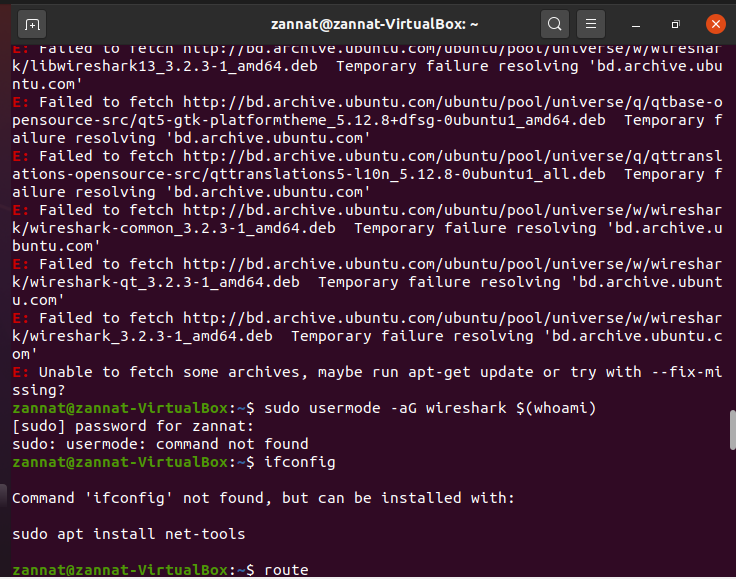 zannat@zannat-VirtualBox: ~
E: Failed to fetch http://bd.archive.ubuntu.com/ubuntu/pool/universe/w/wireshar
k/libwireshark13_3.2.3-1_amd64.deb  Temporary failure resolving 'bd.archive.ubu
ntu.com'
E: Failed to fetch http://bd.archive.ubuntu.com/ubuntu/pool/universe/q/qtbase-o
pensource-src/qt5-gtk-platformtheme_5.12.8+dfsg-0ubuntu1_amd64.deb  Temporary f
ailure resolving 'bd.archive.ubuntu.com'
E: Failed to fetch http://bd.archive.ubuntu.com/ubuntu/pool/universe/q/qttransl
ations-opensource-src/qttranslations5-l10n_5.12.8-0ubuntu1_all.deb  Temporary f
ailure resolving 'bd.archive.ubuntu.com'
E: Failed to fetch http://bd.archive.ubuntu.com/ubuntu/pool/universe/w/wireshar
k/wireshark-common_3.2.3-1_amd64.deb  Temporary failure resolving 'bd.archive.u
buntu.com'
E: Failed to fetch http://bd.archive.ubuntu.com/ubuntu/pool/universe/w/wireshar
k/wireshark-qt_3.2.3-1_amd64.deb  Temporary failure resolving 'bd.archive.ubunt
u.com'
E: Failed to fetch http://bd.archive.ubuntu.com/ubuntu/pool/universe/w/wireshar
k/wireshark_3.2.3-1_amd64.deb  Temporary failure resolving 'bd.archive.ubuntu.c
om'
E: Unable to fetch some archives, maybe run apt-get update or try with --fix-mi
ssing?
zannat@zannat-VirtualBox:~$ sudo usermode -aG wireshark $(whoami)
[sudo] password for zannat:
sudo: usermode: command not found
zannat@zannat-VirtualBox:~$ ifconfig
Command 'ifconfig' not found, but can be installed with:
sudo apt install net-tools
zannat@zannat-VirtualBox:~$ route